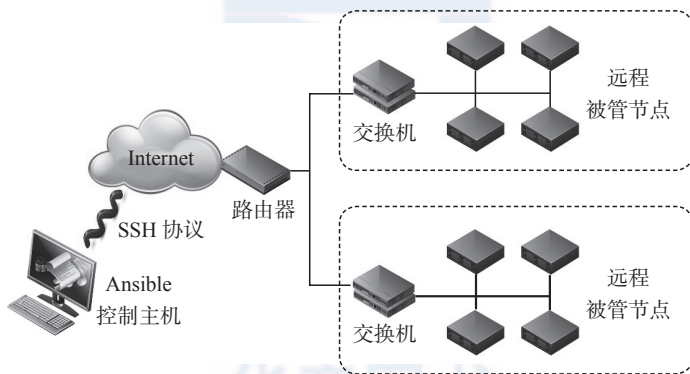 远程
被管节点
交换机
Internet
路由器
SSH 协议
Ansible
控制主机
远程
被管节点
交换机